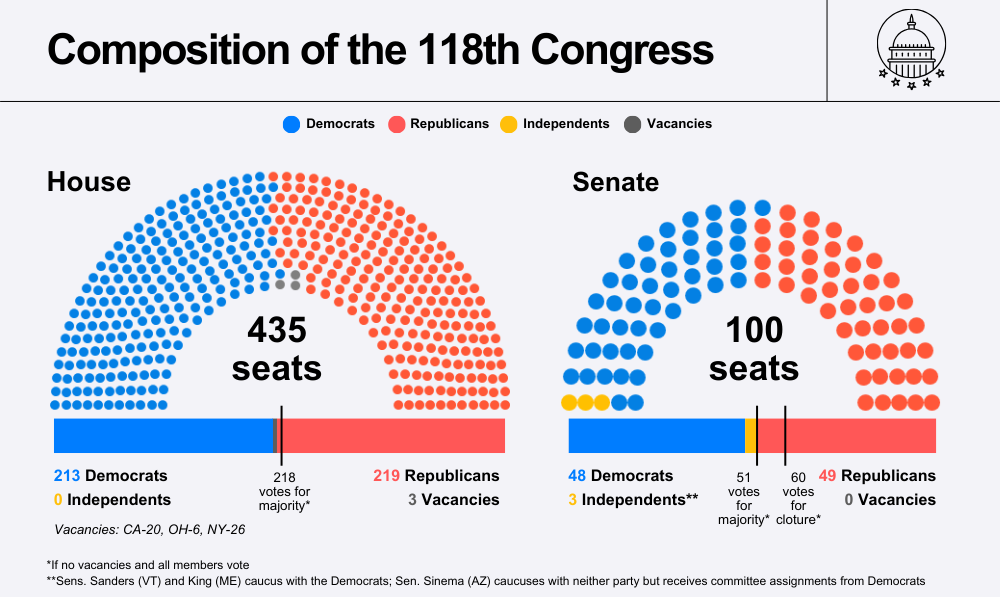 Composition of the 118th Congress
Democrats Republicans Independents Vacancies
House
435
seats
213 Democrats
0 Independents
218
votes for
majority*
219 Republicans
3 Vacancies
Vacancies: CA-20, OH-6, NY-26
Senate
100
seats
48 Democrats
3 Independents**
51
votes
for
majority*
60
votes
for
cloture*
49 Republicans
0 Vacancies
*If no vacancies and all members vote
**Sens. Sanders (VT) and King (ME) caucus with the Democrats; Sen. Sinema (AZ) caucuses with neither party but receives committee assignments from Democrats